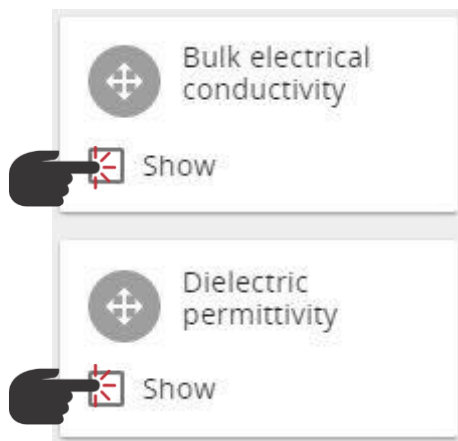 Bulk electrical
conductivity
Show
Dielectric
permittivity
Show